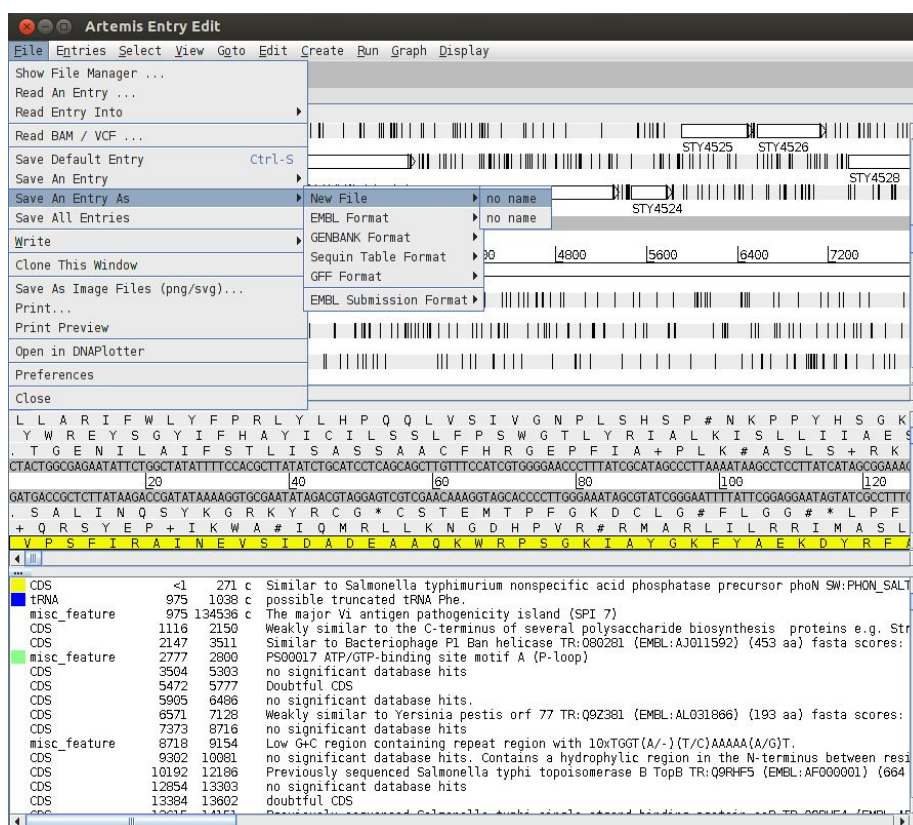 Artemis Entry Edit
File Entries Select View Goto Edit Create Run Graph Display
Show File Manager ...
Read An Entry ...
Read Entry Into
Read BAM / VCF ...
Save Default Entry Ctrl-S
Save An Entry
Save An Entry As
Save All Entries
Write
Clone This Window
Save As Image Files (png/svg)...
Print...
Print Preview
Open in DNAPlotter
Preferences
Close
New File
EMBL Format
GENBANK Format
Sequin Table Format
GFF Format
EMBL Submission Format
no name
no name
STY4525 STY4526
STY4528
STY4524
4800 5600 6400 7200
L L A R I F W L Y F P R L Y L H P Q Q L V S I V G N P L S H S P # N K P P Y H S G K
Y W R E Y S G Y I F H A Y I C I L S S L F P S W G T L Y R I A L K I S L L I I A E S
. T G E N I L A I F S T L I S A S S A A C F H R G E P F I A + P L K # A S L S + R K
CTACTGGCGAGAATATTCTGGCTATATTTTCCACGCTTATATCTGCATCCTCAGCAGCTTGTTTCCATCGTGGGGAACCCTTTATCGCATAGCCCTTAAAATAAGCCTCCTTATCATAGCGGAAAG
20 40 60 80 100 120
GATGACCGCTCTTATAAGACCGATATAAAAGGTGCGAATATAGACGTAGGAGTCGTCGAACAAAGGTAGCACCCCTTGGGAAATAGCGTATCGGGAATTTTATTCGGAGGAATAGTATCGCCTTTC
. S A L I N Q S Y K G R K Y R C G * C S T E M T P F G K D C L G # F L G G # * L P F
+ Q R S Y E P + I K W A # I Q M R L L K N G D H P V R # R M A R L I L R R I M A S L
V P S F I R A I N E V S I D A D E A A Q K W R P S G K I A Y G K F Y A E K D Y R F A
CDS <1 271 c Similar to Salmonella typhimurium nonspecific acid phosphatase precursor phoN SW:PHON_SALT
tRNA 975 1038 c possible truncated tRNA Phe.
misc_feature 975 134536 c The major Vi antigen pathogenicity island (SPI 7)
CDS 1116 2150 Weakly similar to the C-terminus of several polysaccharide biosynthesis proteins e.g. Str
CDS 2147 3511 Similar to Bacteriophage P1 Ban helicase TR:O80281 (EMBL:AJ011592) (453 aa) fasta scores:
misc_feature 2777 2800 PS00017 ATP/GTP-binding site motif A (P-loop)
CDS 3504 5303 no significant database hits
CDS 5472 5777 Doubtful CDS
CDS 5905 6486 no significant database hits.
CDS 6571 7128 Weakly similar to Yersinia pestis orf 77 TR:Q9Z381 (EMBL:AL031866) (193 aa) fasta scores:
CDS 7373 8716 no significant database hits
misc_feature 8718 9154 Low G+C region containing repeat region with 10xTGGT(A/-)(T/C)AAAAA(A/G)T.
CDS 9302 10081 no significant database hits. Contains a hydrophylic region in the N-terminus between resi
CDS 10192 12186 Previously sequenced Salmonella typhi topoisomerase B TopB TR:Q9RHF5 (EMBL:AF000001) (664
CDS 12854 13303 no significant database hits
CDS 13384 13602 doubtful CDS